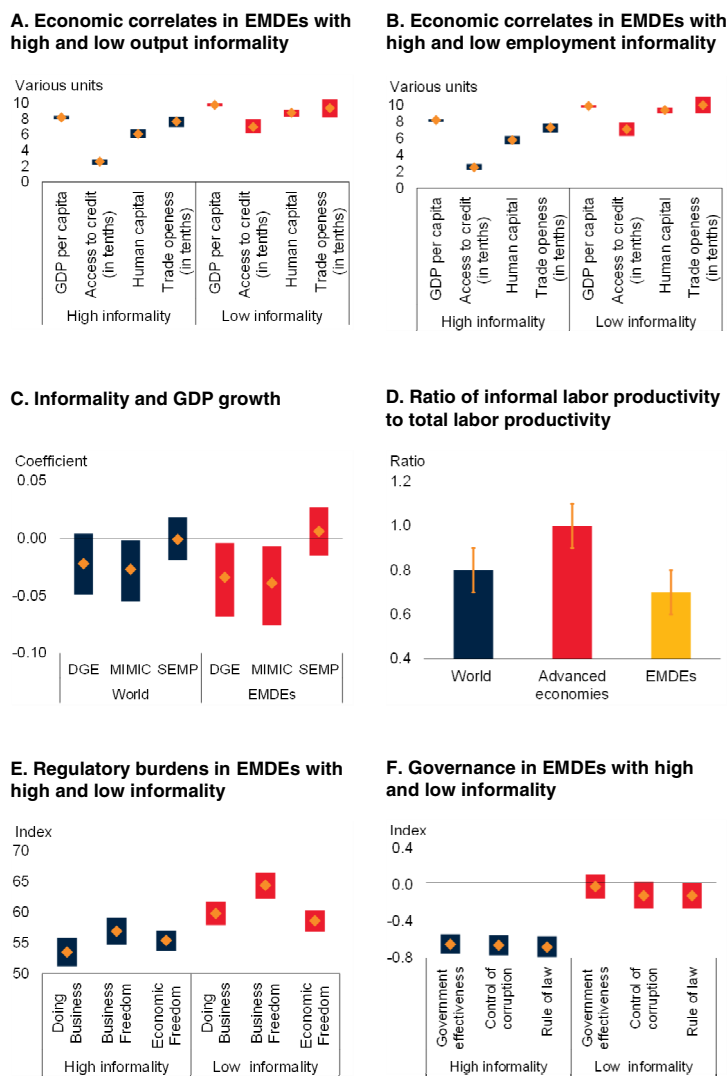 A. Economic correlates in EMDEs with
high and low output informality
Various units
10
8
6
4
2
0
GDP per capita
Access to credit
(in tenths)
Human capital
Trade openess
(in tenths)
GDP per capita
Access to credit
(in tenths)
Human capital
Trade openess
(in tenths)
High informality
Low informality
B. Economic correlates in EMDEs with
high and low employment informality
Various units
10
8
6
4
2
0
GDP per capita
Access to credit
(in tenths)
Human capital
Trade openess
(in tenths)
GDP per capita
Access to credit
(in tenths)
Human capital
Trade openess
(in tenths)
High informality
Low informality
C. Informality and GDP growth
Coefficient
0.05
0.00
-0.05
-0.10
DGE MIMIC SEMP DGE MIMIC SEMP
World EMDEs
D. Ratio of informal labor productivity
to total labor productivity
Ratio
1.2
1.0
0.8
0.6
0.4
World
Advanced
economies
EMDEs
E. Regulatory burdens in EMDEs with
high and low informality
Index
70
65
60
55
50
Doing
Business
Business
Freedom
Economic
Freedom
Doing
Business
Business
Freedom
Economic
Freedom
High informality
Low informality
F. Governance in EMDEs with high
and low informality
Index
0.4
0.0
-0.4
-0.8
Government
effectiveness
Control of
corruption
Rule of law
Government
effectiveness
Control of
corruption
Rule of law
High informality
Low informality